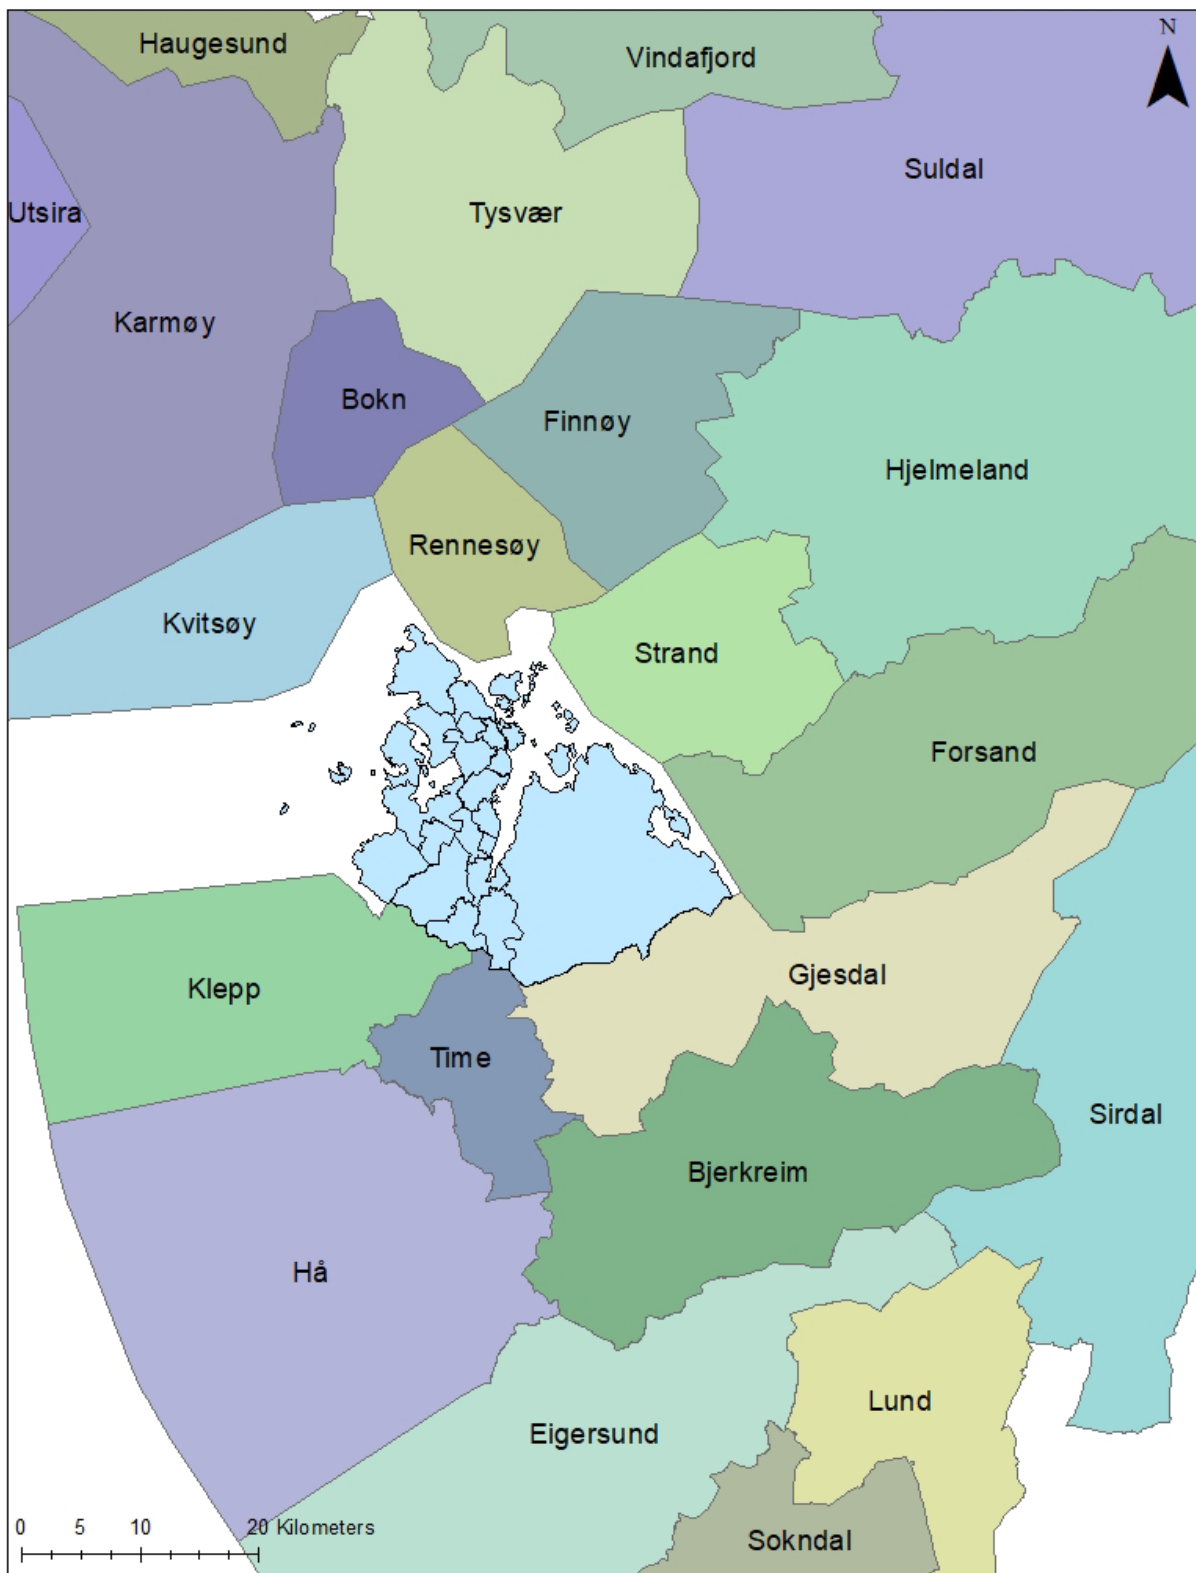 Haugesund
Vindafjord
N
Suldal
Utsira
Tysvær
Karmøy
Bokn
Finnøy
Hjelmeland
Rennesøy
Kvitsøy
Strand
Forsand
Klepp
Gjesdal
Time
Sirdal
Bjerkreim
Hå
Lund
Eigersund
0 5 10 20 Kilometers
Sokndal